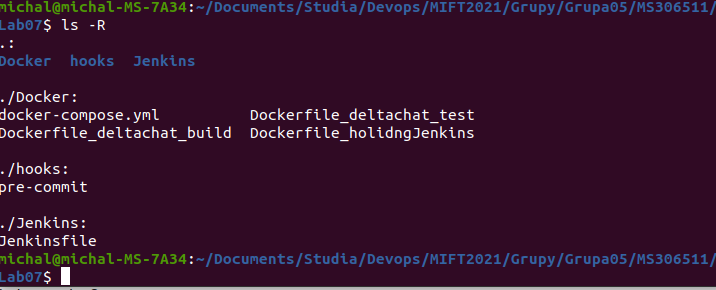 michal@michal-MS-7A34:~/Documents/Studia/Devops/MIFT2021/Grupy/Grupa05/MS306511/
Lab07$ ls -R
.:
Docker  hooks  Jenkins
./Docker:
docker-compose.yml          Dockerfile_deltachat_test
Dockerfile_deltachat_build  Dockerfile_holidngJenkins
./hooks:
pre-commit
./Jenkins:
Jenkinsfile
michal@michal-MS-7A34:~/Documents/Studia/Devops/MIFT2021/Grupy/Grupa05/MS306511/
Lab07$